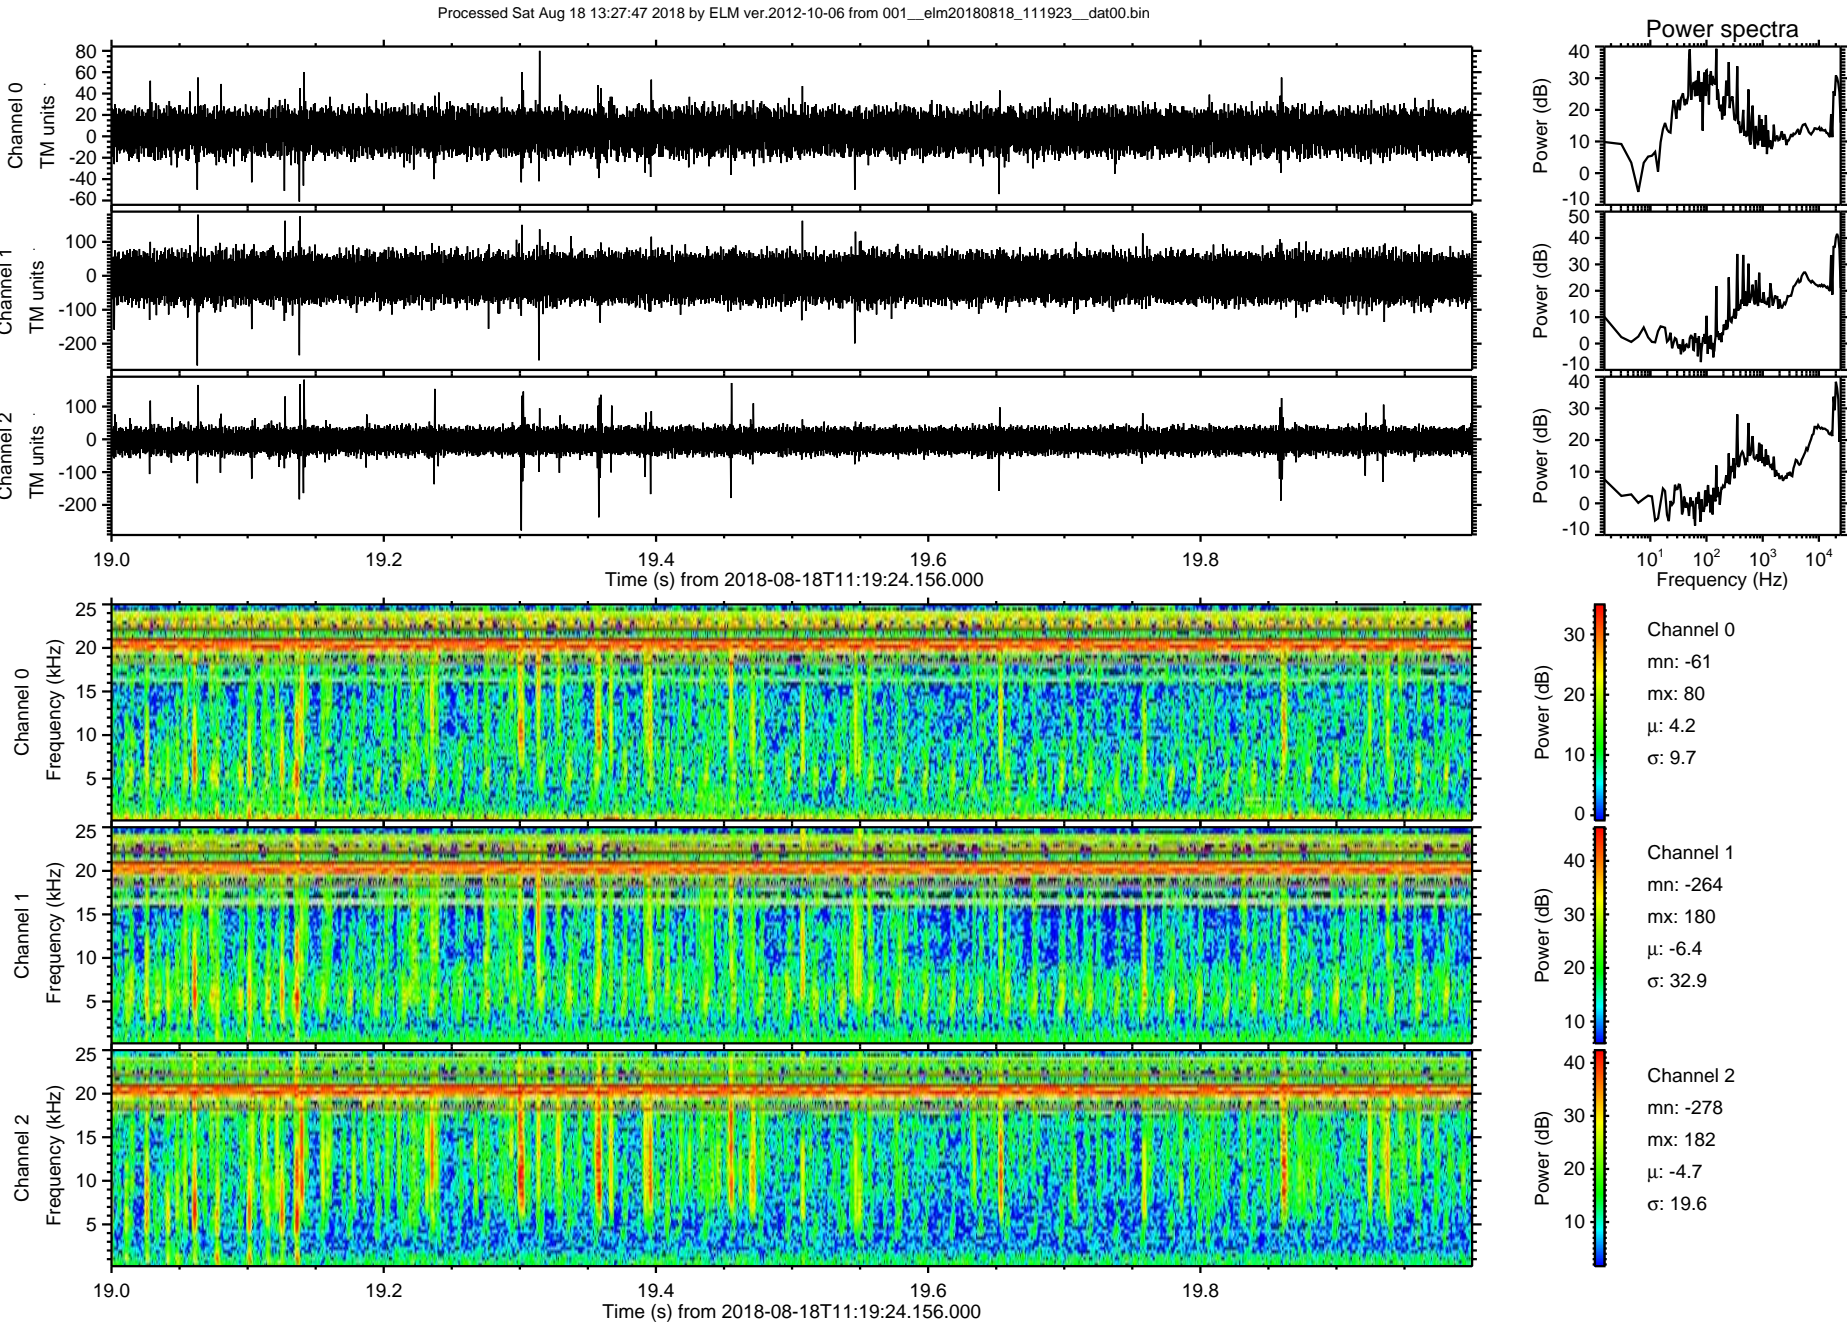 Processed Sat Aug 18 13:27:47 2018 by ELM ver.2012-10-06 from 001__elm20180818_111923__dat00.bin
Power spectra
Channel 0
TM units
80
60
40
20
0
-20
-40
-60
Power (dB)
40
30
20
10
0
-10
Channel 1
TM units
100
0
-100
-200
Power (dB)
50
40
30
20
10
0
-10
Channel 2
TM units
100
0
-100
-200
Power (dB)
40
30
20
10
0
-10
19.0 19.2 19.4 19.6 19.8
Time (s) from 2018-08-18T11:19:24.156.000
10^1 10^2 10^3 10^4
Frequency (Hz)
Channel 0
Frequency (kHz)
25
20
15
10
5
Power (dB)
30
20
10
0
Channel 0
mn: -61
mx: 80
μ: 4.2
σ: 9.7
Channel 1
Frequency (kHz)
25
20
15
10
5
Power (dB)
40
30
20
10
Channel 1
mn: -264
mx: 180
μ: -6.4
σ: 32.9
Channel 2
Frequency (kHz)
25
20
15
10
5
Power (dB)
40
30
20
10
Channel 2
mn: -278
mx: 182
μ: -4.7
σ: 19.6
19.0 19.2 19.4 19.6 19.8
Time (s) from 2018-08-18T11:19:24.156.000